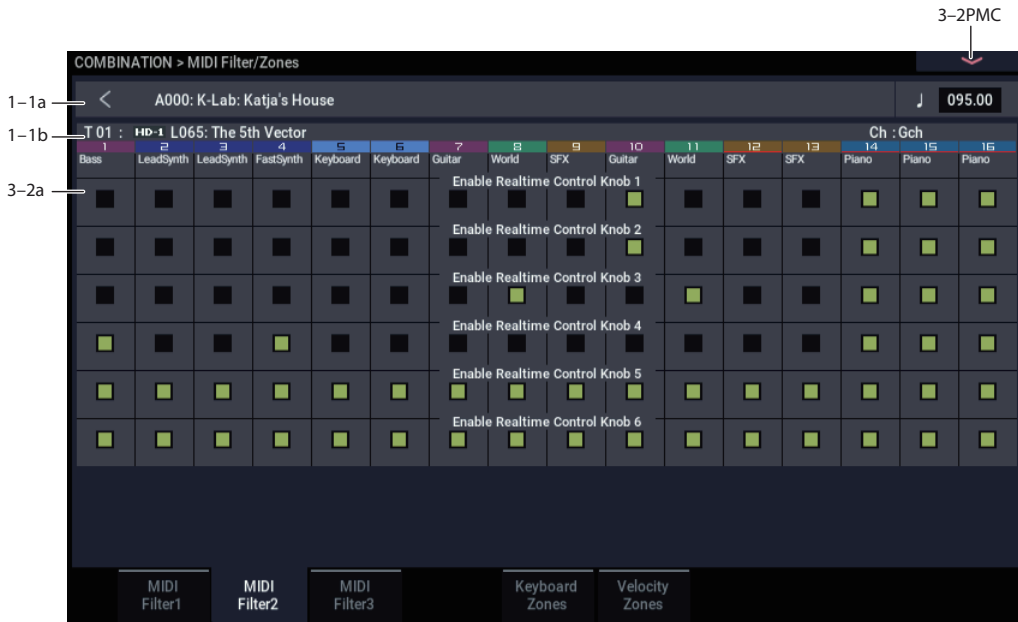 3–2PMC
COMBINATION > MIDI Filter/Zones
1–1a
A000: K-Lab: Katja's House
♩ 095.00
1–1b
T 01 : HD-1 L065: The 5th Vector
Ch : Gch
1 2 3 4 5 6 7 8 9 10 11 12 13 14 15 16
Bass LeadSynth LeadSynth FastSynth Keyboard Keyboard Guitar World SFX Guitar World SFX SFX Piano Piano Piano
3–2a
Enable Realtime Control Knob 1
Enable Realtime Control Knob 2
Enable Realtime Control Knob 3
Enable Realtime Control Knob 4
Enable Realtime Control Knob 5
Enable Realtime Control Knob 6
MIDI Filter1
MIDI Filter2
MIDI Filter3
Keyboard Zones
Velocity Zones